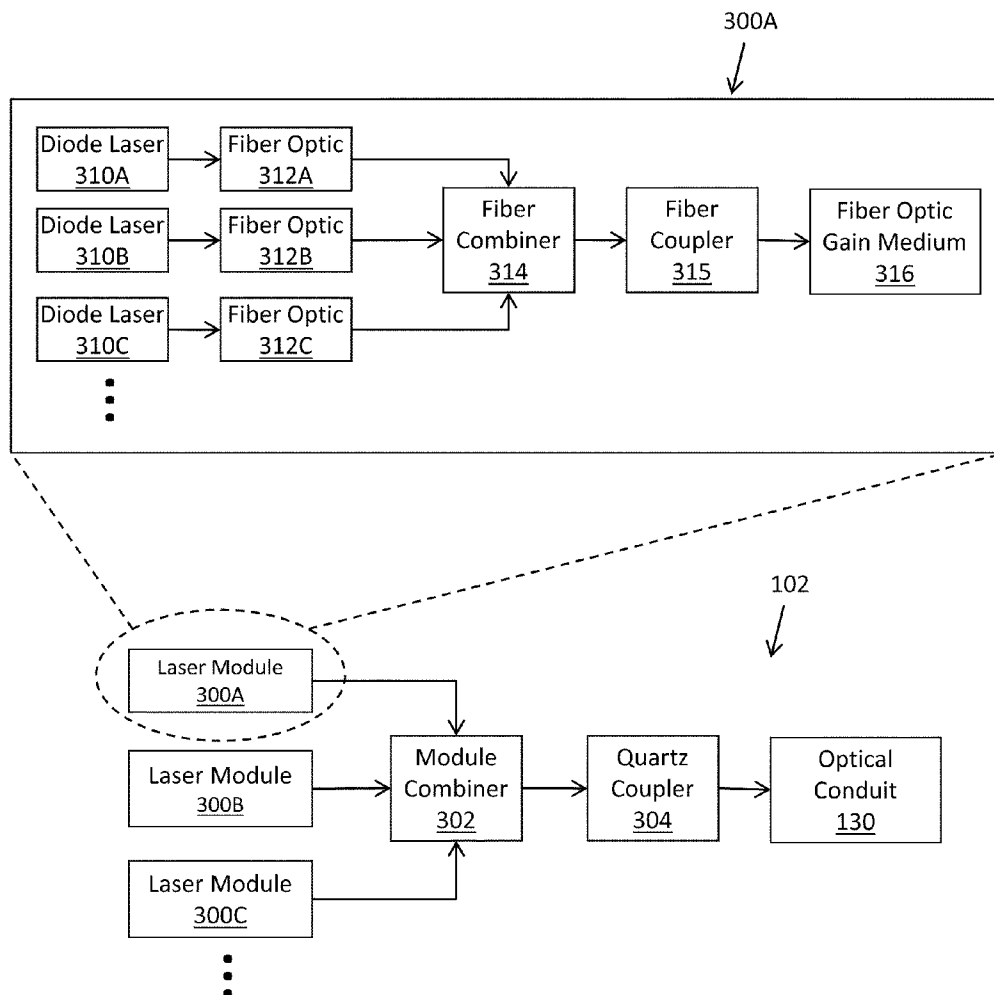 300A
Diode Laser
310A
Fiber Optic
312A
Diode Laser
310B
Fiber Optic
312B
Diode Laser
310C
Fiber Optic
312C
Fiber
Combiner
314
Fiber
Coupler
315
Fiber Optic
Gain Medium
316
102
Laser Module
300A
Laser Module
300B
Laser Module
300C
Module
Combiner
302
Quartz
Coupler
304
Optical
Conduit
130